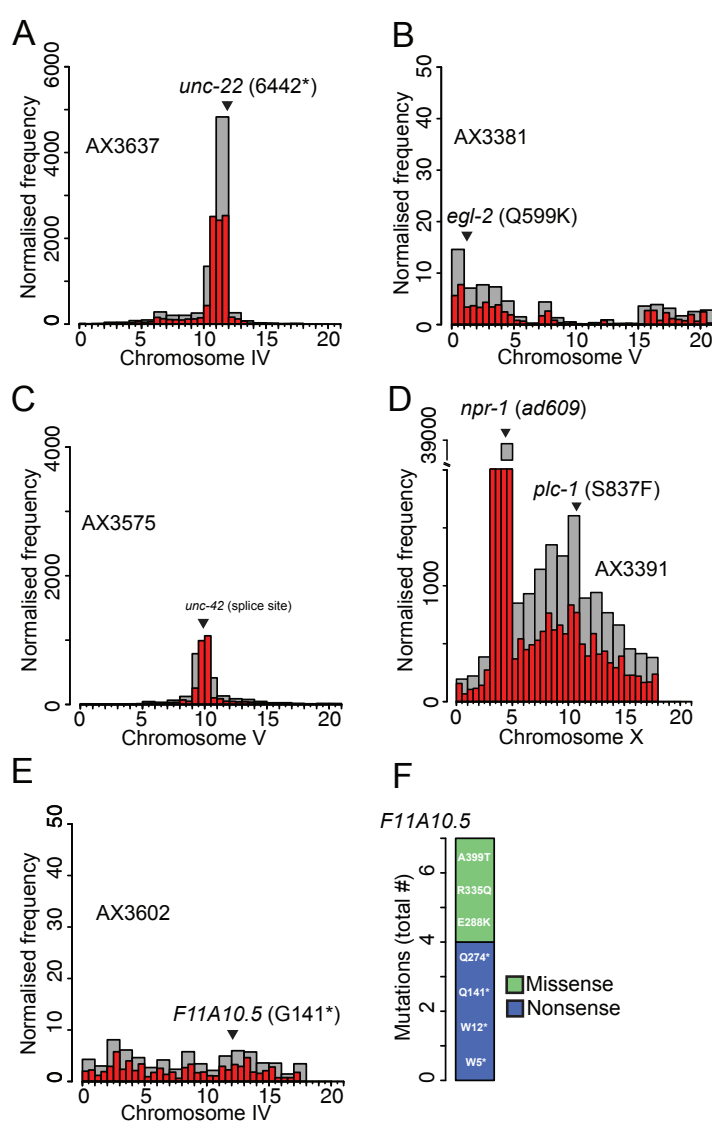 A
Normalised frequency
6000
4000
2000
0
unc-22 (6442*)
AX3637
0 5 10 15 20
Chromosome IV
B
Normalised frequency
50
40
30
20
10
0
AX3381
egl-2 (Q599K)
0 5 10 15 20
Chromosome V
C
Normalised frequency
4000
2000
0
AX3575
unc-42 (splice site)
0 5 10 15 20
Chromosome V
D
Normalised frequency
39000
1000
0
npr-1 (ad609)
plc-1 (S837F)
AX3391
0 5 10 15 20
Chromosome X
E
Normalised frequency
50
40
30
20
10
0
AX3602
F11A10.5 (G141*)
0 5 10 15 20
Chromosome IV
F
F11A10.5
Mutations (total #)
6
4
2
0
A399T
R335Q
E288K
Q274*
Q141*
W12*
W5*
Missense
Nonsense